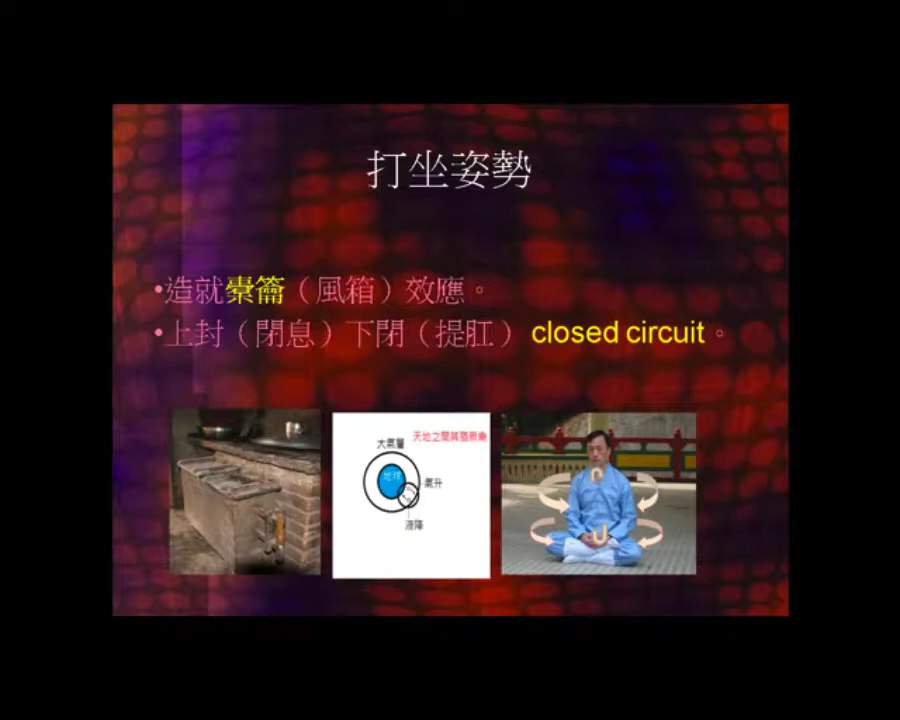 打坐姿勢
•造就橐籥（風箱）效應。
•上封（閉息）下閉（提肛） closed circuit。
天地之間其猶橐龠
大氣層
地球
氣升
液降